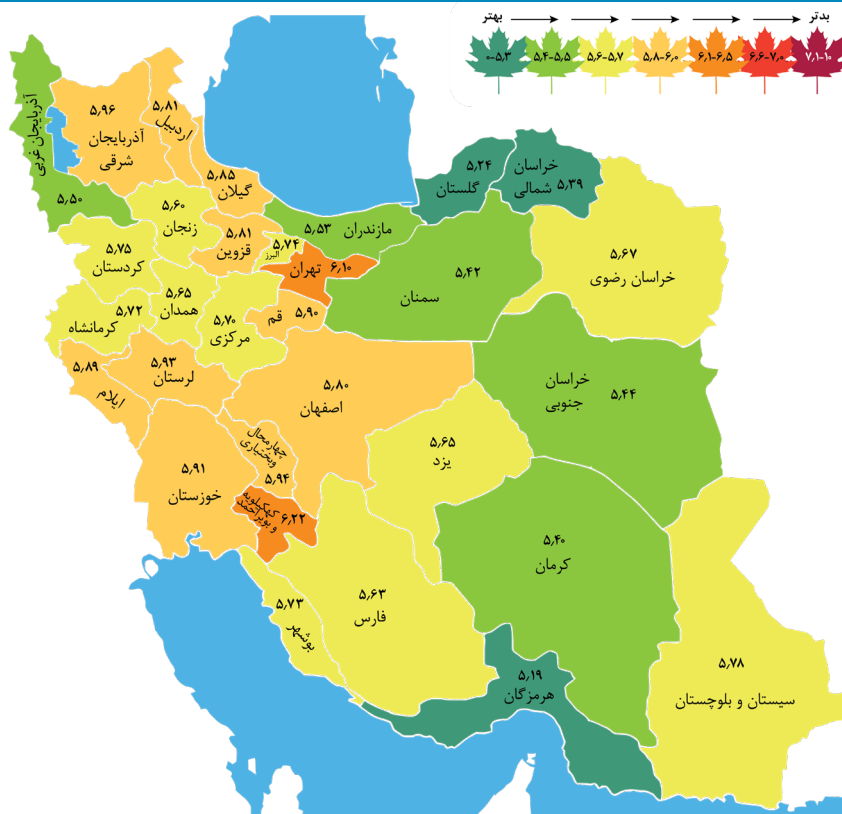 بهتر
بدتر
۰-۵٫۳
۵٫۴-۵٫۵
۵٫۶-۵٫۷
۵٫۸-۶٫۰
۶٫۱-۶٫۵
۶٫۶-۷٫۰
۷٫۱-۱۰
آذربایجان غربی
۵٫۵۰
۵٫۹۶
آذربایجان
شرقی
۵٫۸۱
اردبیل
۵٫۸۵
گیلان
۵٫۲۴
گلستان
خراسان
شمالی ۵٫۳۹
۵٫۶۰
زنجان
۵٫۸۱
قزوین
۵٫۷۴
البرز
مازندران
۵٫۵۳
تهران ۶٫۱۰
۵٫۴۲
سمنان
۵٫۶۷
خراسان رضوی
۵٫۷۵
کردستان
۵٫۶۵
همدان
۵٫۷۲
کرمانشاه
۵٫۷۰
مرکزی
قم ۵٫۹۰
۵٫۸۹
ایلام
۵٫۹۳
لرستان
۵٫۸۰
اصفهان
خراسان
جنوبی
۵٫۴۴
چهارمحال
وبختیاری
۵٫۹۴
۵٫۶۵
یزد
۵٫۹۱
خوزستان
کهکیلویه
و بویراحمد
۶٫۲۲
۵٫۴۰
کرمان
۵٫۷۳
بوشهر
۵٫۶۳
فارس
۵٫۱۹
هرمزگان
۵٫۷۸
سیستان و بلوچستان